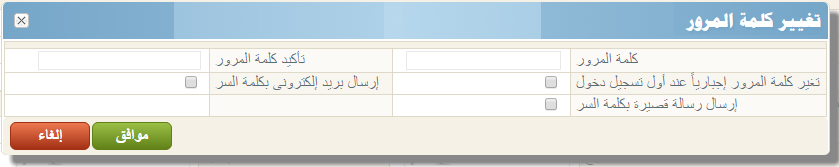 تغيير كلمة المرور
كلمة المرور
تأكيد كلمة المرور
تغير كلمة المرور إجبارياً عند أول تسجيل دخول
إرسال بريد إلكترونى بكلمة السر
إرسال رسالة قصيرة بكلمة السر
موافق
إلغاء